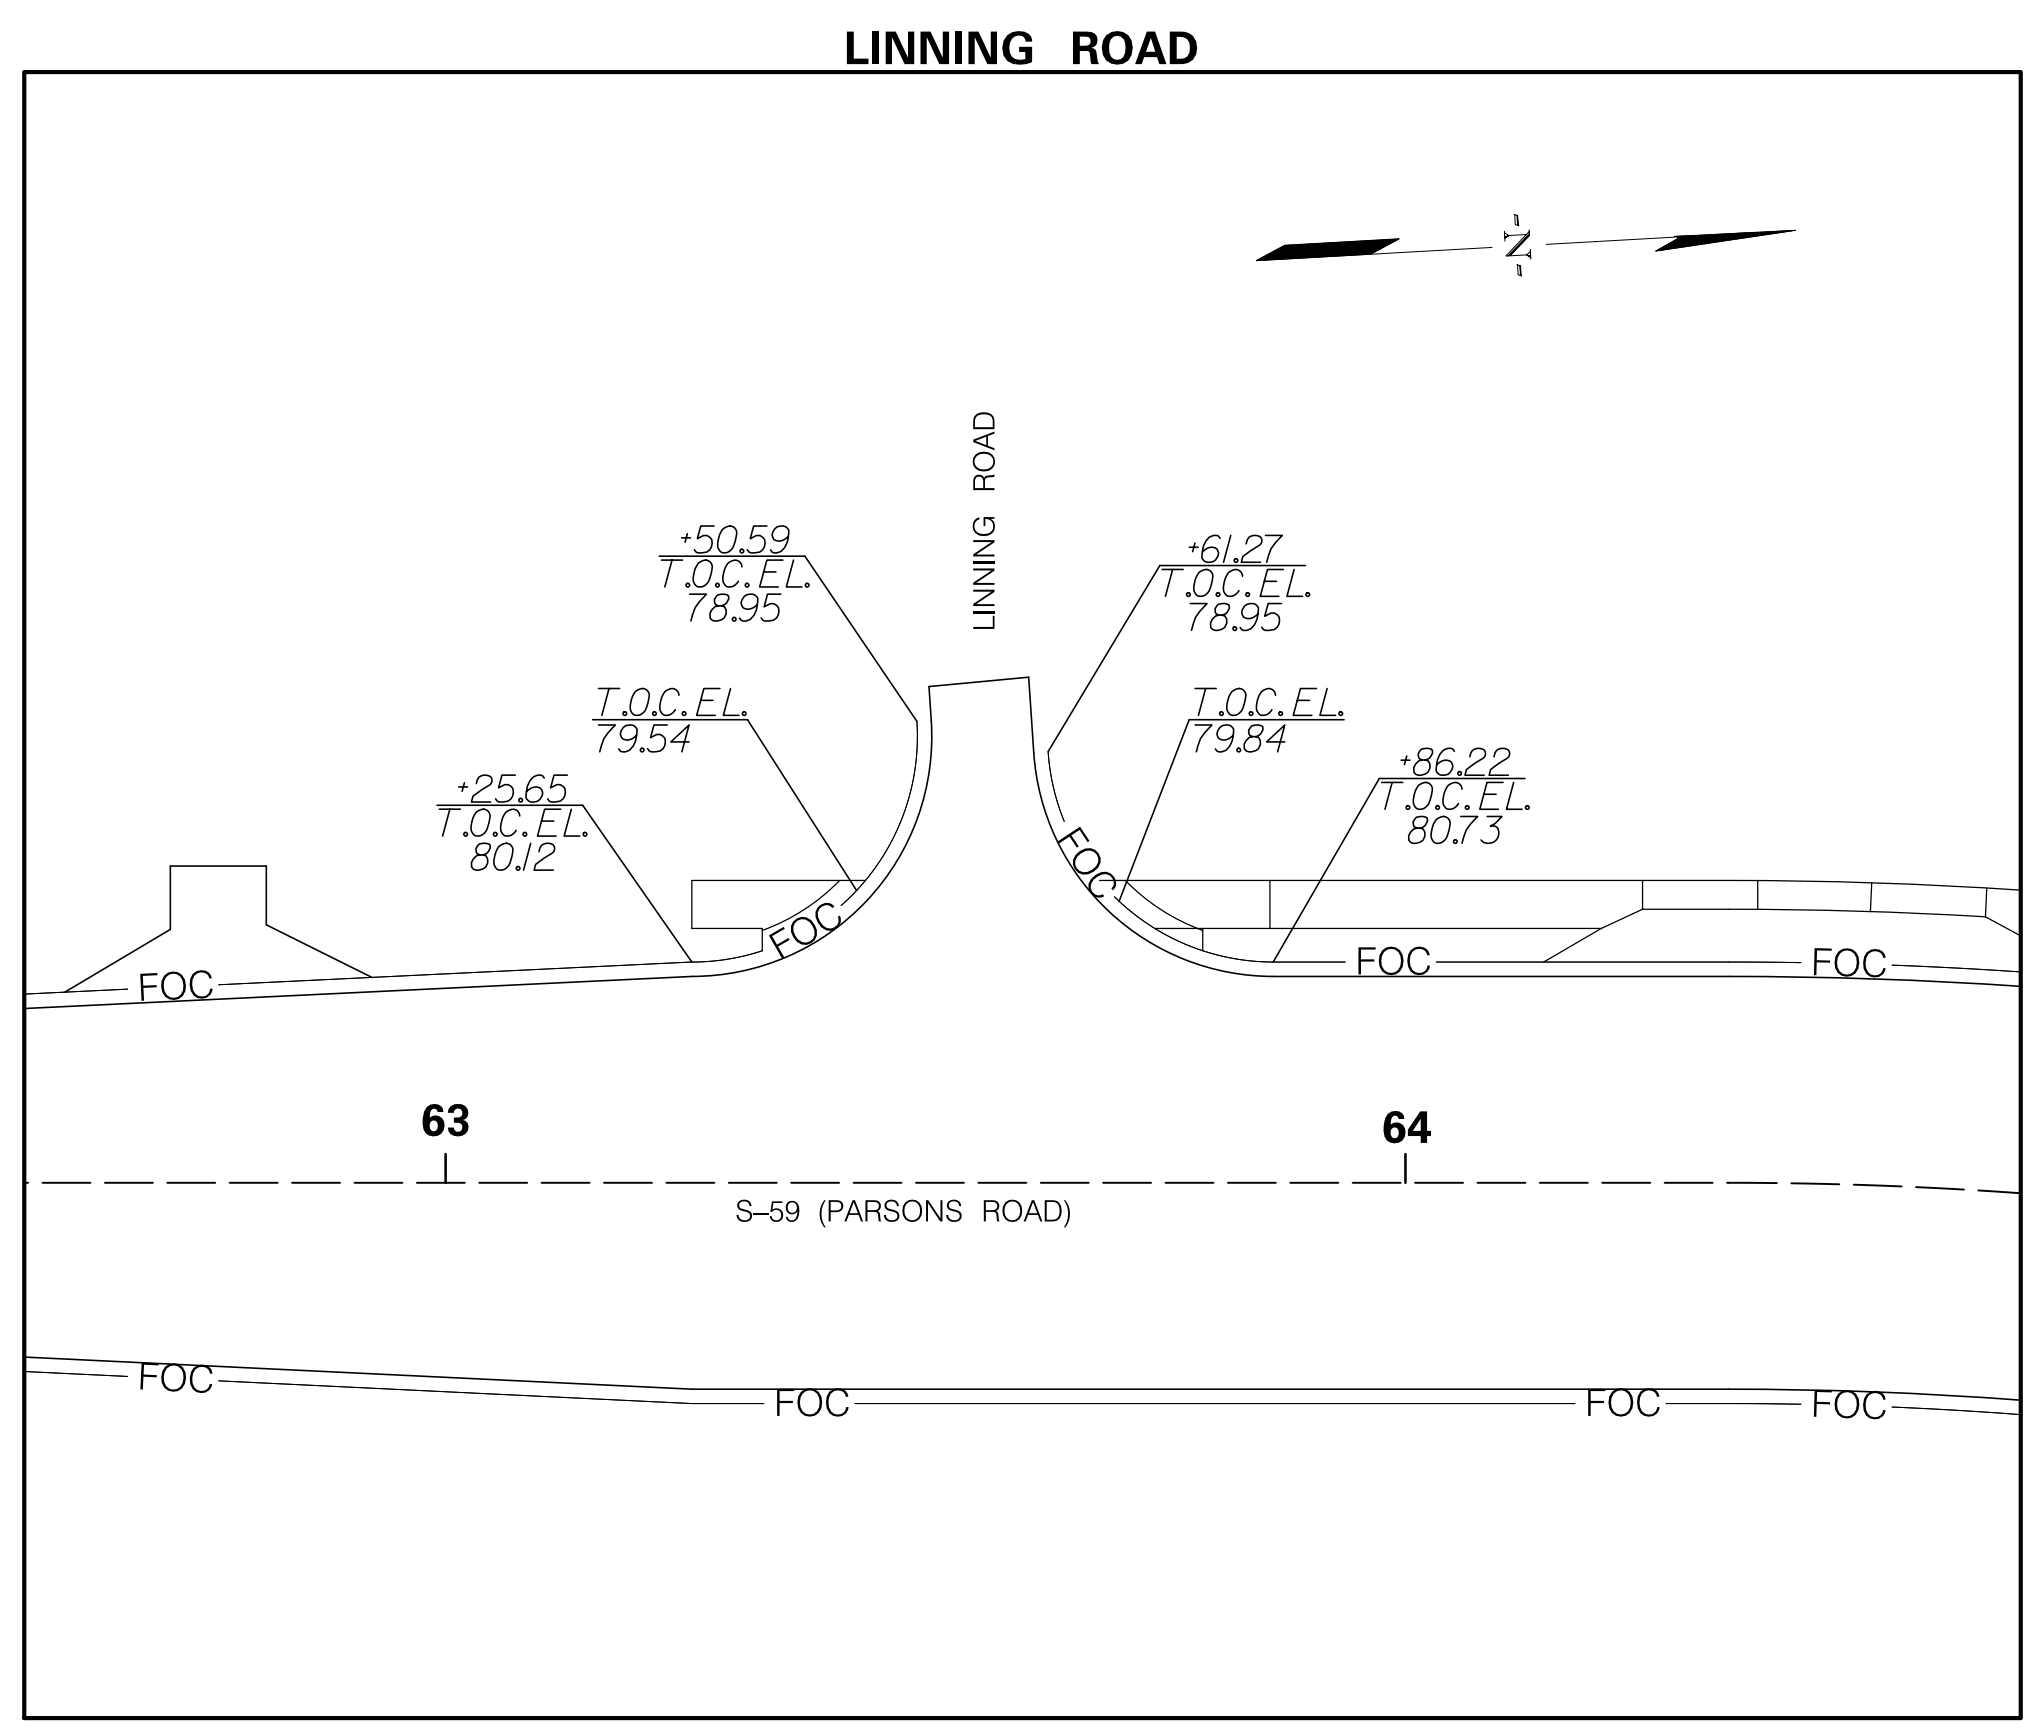 LINNING ROAD
N
LINNING ROAD
+50.59
T.O.C. EL.
78.95
+61.27
T.O.C. EL.
78.95
T.O.C. EL.
79.54
T.O.C. EL.
79.84
+25.65
T.O.C. EL.
80.12
+86.22
T.O.C. EL.
80.73
FOC
FOC
FOC
FOC
FOC
63
64
S-59 (PARSONS ROAD)
FOC
FOC
FOC
FOC